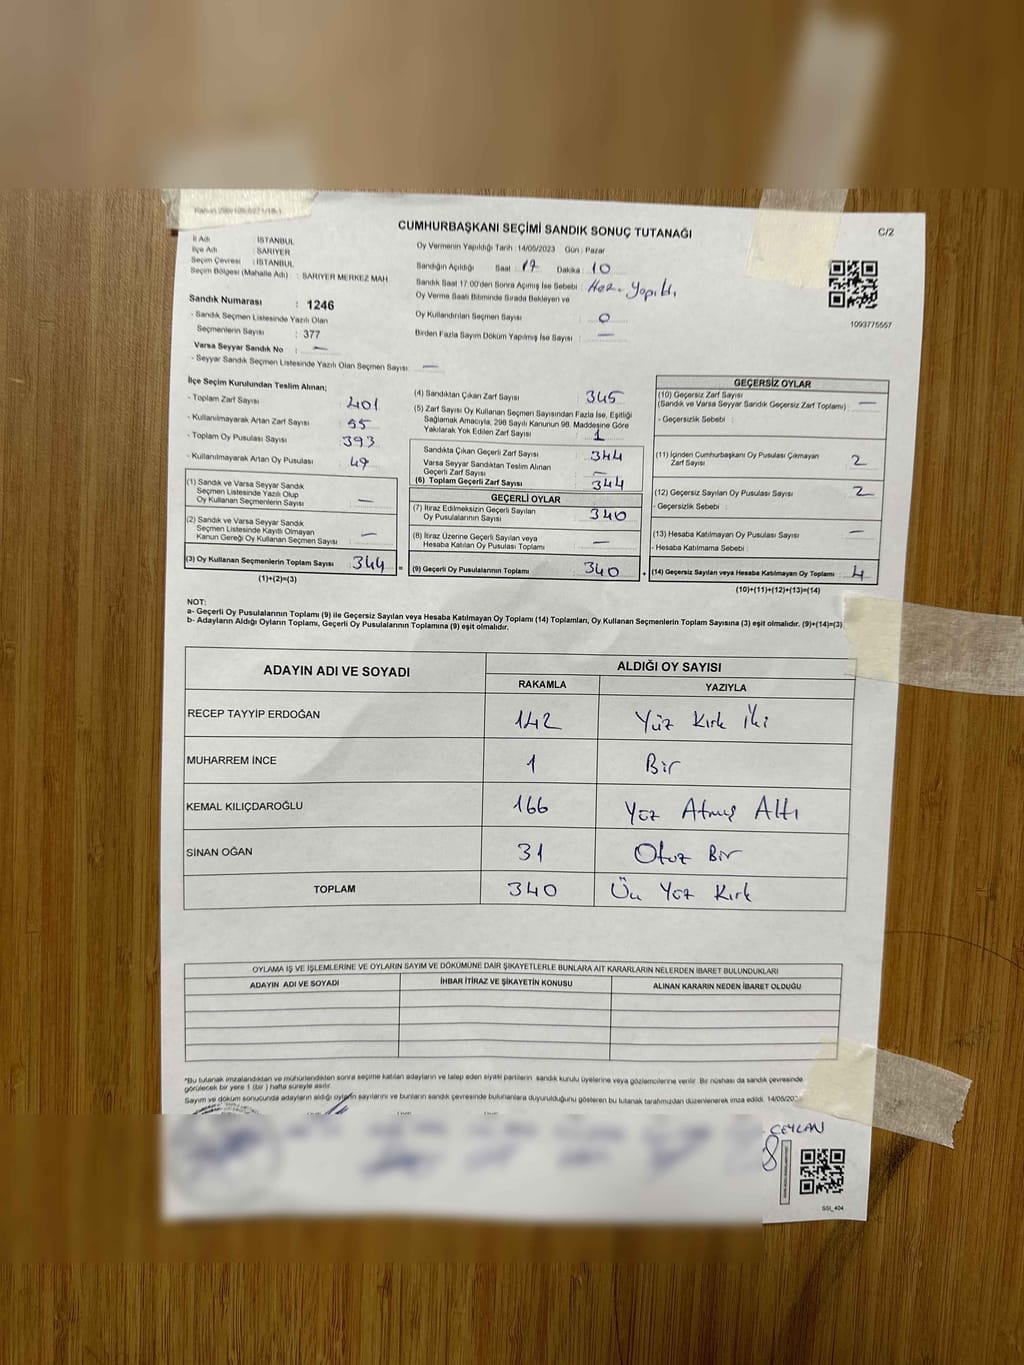 CUMHURBAŞKANI SEÇİMİ SANDIK SONUÇ TUTANAĞI
C/2
İl Adı : İSTANBUL
İlçe Adı : SARIYER
Seçim Çevresi : İSTANBUL
Seçim Bölgesi (Mahalle Adı) : SARIYER MERKEZ MAH
Sandık Numarası : 1246
- Sandık Seçmen Listesinde Yazılı Olan
Seçmenlerin Sayısı : 377
Varsa Seyyar Sandık No : —
- Seyyar Sandık Seçmen Listesinde Yazılı Olan Seçmen Sayısı: —
Oy Vermenin Yapıldığı Tarih : 14/05/2023 Gün : Pazar
Sandığın Açıldığı Saat : 17 Dakika : 10
Sandık Saat 17:00'den Sonra Açılmış İse Sebebi : Haz. Yapıldı
Oy Verme Saati Bitiminde Sırada Bekleyen ve
Oy Kullandırılan Seçmen Sayısı : 0
Birden Fazla Sayım Döküm Yapılmış İse Sayısı : —
1093775557
İlçe Seçim Kurulundan Teslim Alınan;
- Toplam Zarf Sayısı : 401
- Kullanılmayarak Artan Zarf Sayısı : 55
- Toplam Oy Pusulası Sayısı : 393
- Kullanılmayarak Artan Oy Pusulası : 49
(1) Sandık ve Varsa Seyyar Sandık
Seçmen Listesinde Yazılı Olup
Oy Kullanan Seçmenlerin Sayısı : —
(2) Sandık ve Varsa Seyyar Sandık
Seçmen Listesinde Kayıtlı Olmayan
Kanun Gereği Oy Kullanan Seçmen Sayısı : —
(3) Oy Kullanan Seçmenlerin Toplam Sayısı : 344 =
(1)+(2)=(3)
(4) Sandıktan Çıkan Zarf Sayısı : 345
(5) Zarf Sayısı Oy Kullanan Seçmen Sayısından Fazla İse, Eşitliği
Sağlamak Amacıyla, 298 Sayılı Kanunun 98. Maddesine Göre
Yakılarak Yok Edilen Zarf Sayısı : 1
Sandıkta Çıkan Geçerli Zarf Sayısı : 344
Varsa Seyyar Sandıktan Teslim Alınan
Geçerli Zarf Sayısı : —
(6) Toplam Geçerli Zarf Sayısı : 344
GEÇERLİ OYLAR
(7) İtiraz Edilmeksizin Geçerli Sayılan
Oy Pusulalarının Sayısı : 340
(8) İtiraz Üzerine Geçerli Sayılan veya
Hesaba Katılan Oy Pusulası Toplamı : —
(9) Geçerli Oy Pusulalarının Toplamı : 340 +
GEÇERSİZ OYLAR
(10) Geçersiz Zarf Sayısı
(Sandık ve Varsa Seyyar Sandık Geçersiz Zarf Toplamı) : —
- Geçersizlik Sebebi :
(11) İçinden Cumhurbaşkanı Oy Pusulası Çıkmayan
Zarf Sayısı : 2
(12) Geçersiz Sayılan Oy Pusulası Sayısı : 2
- Geçersizlik Sebebi :
(13) Hesaba Katılmayan Oy Pusulası Sayısı : —
- Hesaba Katılmama Sebebi :
(14) Geçersiz Sayılan veya Hesaba Katılmayan Oy Toplamı : 4
(10)+(11)+(12)+(13)=(14)
NOT:
a- Geçerli Oy Pusulalarının Toplamı (9) ile Geçersiz Sayılan veya Hesaba Katılmayan Oy Toplamı (14) Toplamları, Oy Kullanan Seçmenlerin Toplam Sayısına (3) eşit olmalıdır. (9)+(14)=(3)
b- Adayların Aldığı Oyların Toplamı, Geçerli Oy Pusulalarının Toplamına (9) eşit olmalıdır.
ADAYIN ADI VE SOYADI ALDIĞI OY SAYISI
RAKAMLA YAZIYLA
RECEP TAYYİP ERDOĞAN 142 Yüz Kırk İki
MUHARREM İNCE 1 Bir
KEMAL KILIÇDAROĞLU 166 Yüz Atmış Altı
SİNAN OĞAN 31 Otuz Bir
TOPLAM 340 Üç Yüz Kırk
OYLAMA İŞ VE İŞLEMLERİNE VE OYLARIN SAYIM VE DÖKÜMÜNE DAİR ŞİKAYETLERLE BUNLARA AİT KARARLARIN NELERDEN İBARET BULUNDUKLARI
ADAYIN ADI VE SOYADI İHBAR İTİRAZ VE ŞİKAYETİN KONUSU ALINAN KARARIN NEDEN İBARET OLDUĞU
*Bu tutanak imzalandıktan ve mühürlendikten sonra seçime katılan adayların ve talep eden siyasi partilerin sandık kurulu üyelerine veya gözlemcilerine verilir. Bir nüshası da sandık çevresinde
görülecek bir yere 1 (bir) hafta süreyle asılır.
Sayım ve döküm sonucunda adayların aldığı oyların sayılarını ve bunların sandık çevresinde bulunanlara duyurulduğunu gösteren bu tutanak tarafımızdan düzenlenerek imza edildi. 14/05/202
CEYLAN
SSI_404